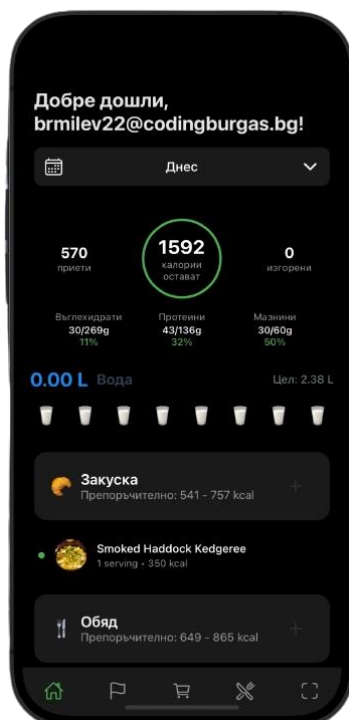 Добре дошли,
brmilev22@codingburgas.bg!
Днес
570
приети
1592
калории
остават
0
изгорени
Въглехидрати
30/269g
11%
Протеини
43/136g
32%
Мазнини
30/60g
50%
0.00 L Вода
Цел: 2.38 L
Закуска
Препоръчително: 541 - 757 kcal
Smoked Haddock Kedgeree
1 serving • 350 kcal
Обяд
Препоръчително: 649 - 865 kcal